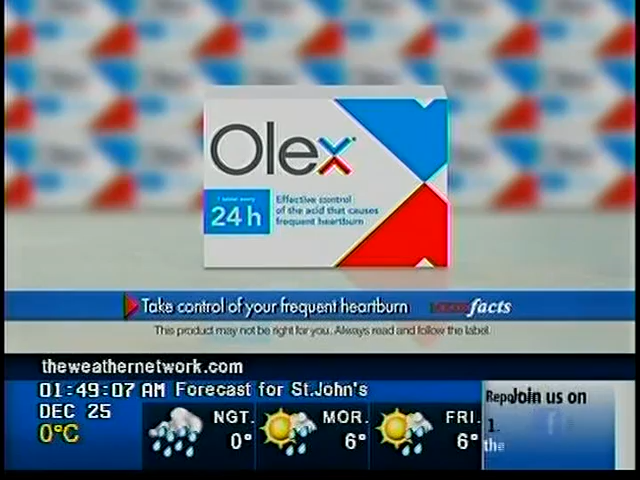 Olex
24 h
Effective control
of the acid that causes
frequent heartburn
Take control of your frequent heartburn
facts
This product may not be right for you. Always read and follow the label.
theweathernetwork.com
01:49:07 AM Forecast for St.John's
DEC 25
0°C
NGT. 0°
MOR. 6°
FRI. 6°
Join us on
1.
the